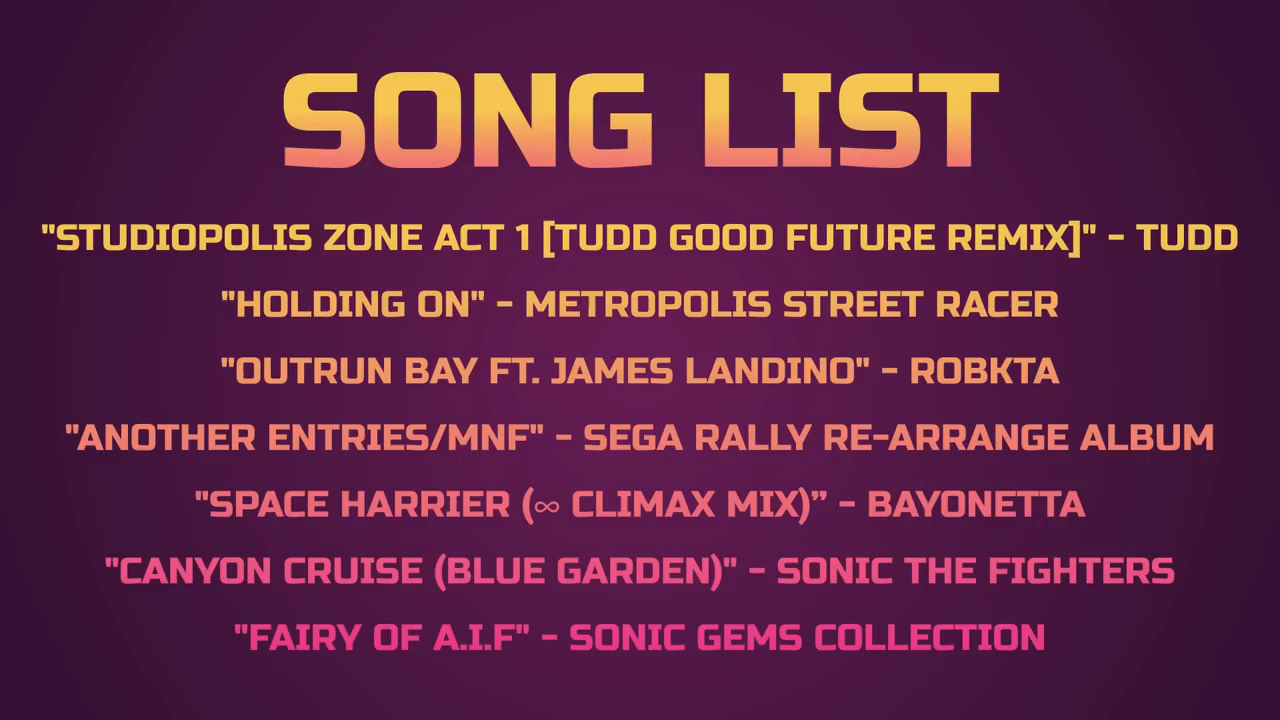 SONG LIST
"STUDIOPOLIS ZONE ACT 1 [TUDD GOOD FUTURE REMIX]" - TUDD
"HOLDING ON" - METROPOLIS STREET RACER
"OUTRUN BAY FT. JAMES LANDINO" - ROBKTA
"ANOTHER ENTRIES/MNF" - SEGA RALLY RE-ARRANGE ALBUM
"SPACE HARRIER (∞ CLIMAX MIX)” - BAYONETTA
"CANYON CRUISE (BLUE GARDEN)" - SONIC THE FIGHTERS
"FAIRY OF A.I.F" - SONIC GEMS COLLECTION